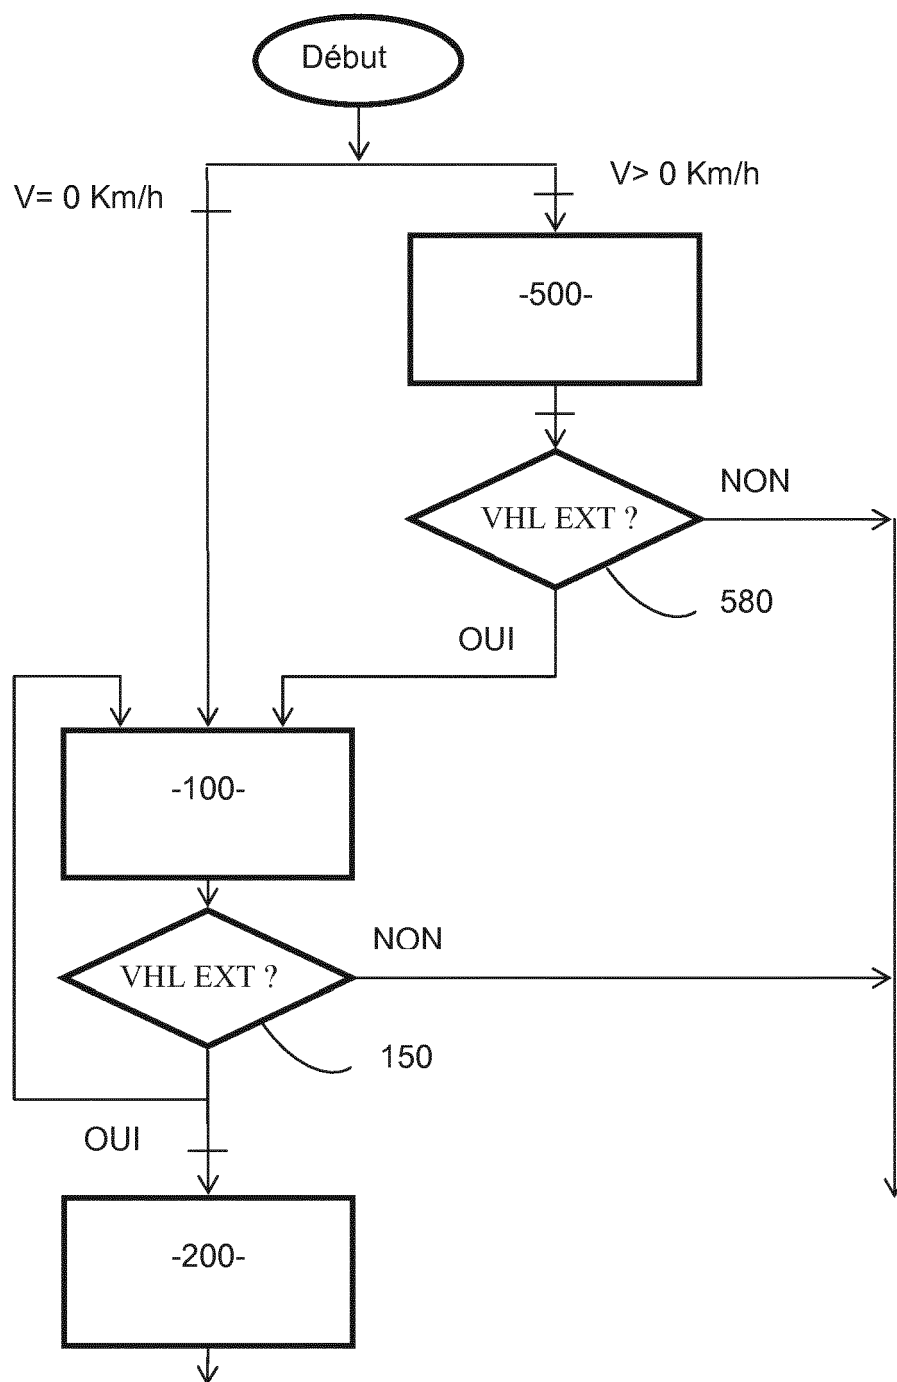 Début
V= 0 Km/h
V> 0 Km/h
-500-
NON
VHL EXT ?
580
OUI
-100-
NON
VHL EXT ?
150
OUI
-200-